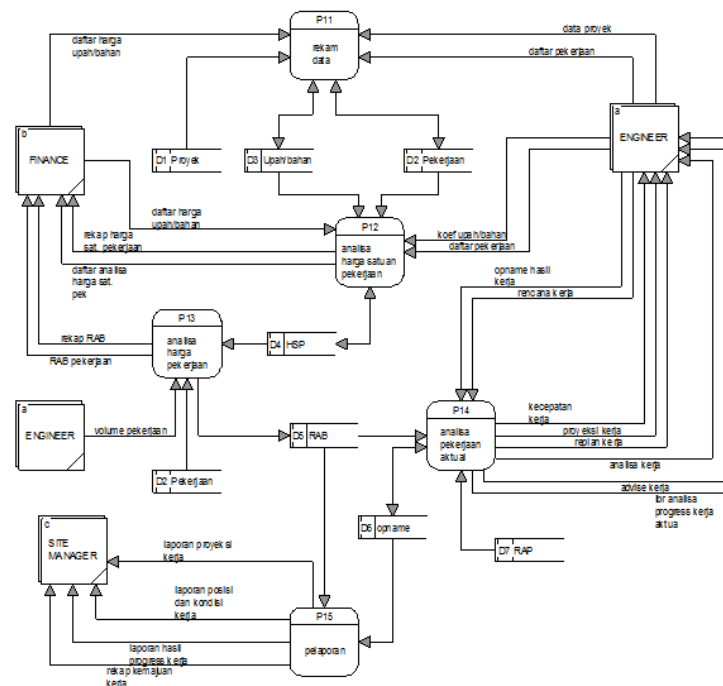 P11
rekam
data
daftar harga
upah/bahan
data proyek
daftar pekerjaan
b
FINANCE
a
ENGINEER
D1 Proyek
D3 Upah/bahan
D2 Pekerjaan
daftar harga
upah/bahan
P12
analisa
harga satuan
pekerjaan
koef upah/bahan
daftar pekerjaan
rekap harga
sat. pekerjaan
daftar analisa
harga sat.
pek
opname hasil
kerja
rencana kerja
P13
analisa
harga
pekerjaan
rekap RAB
RAB pekerjaan
D4 HSP
a
ENGINEER
volume pekerjaan
D5 RAB
P14
analisa
pekerjaan
aktual
kecepatan
kerja
proyeksi kerja
replan kerja
analisa kerja
advise kerja
lbr analisa
progress kerja
aktua
D2 Pekerjaan
D6 opname
D7 RAP
c
SITE
MANAGER
laporan proyeksi
kerja
laporan posisi
dan kondisi
kerja
P15
pelaporan
laporan hasil
progress kerja
rekap kemajuan
kerja